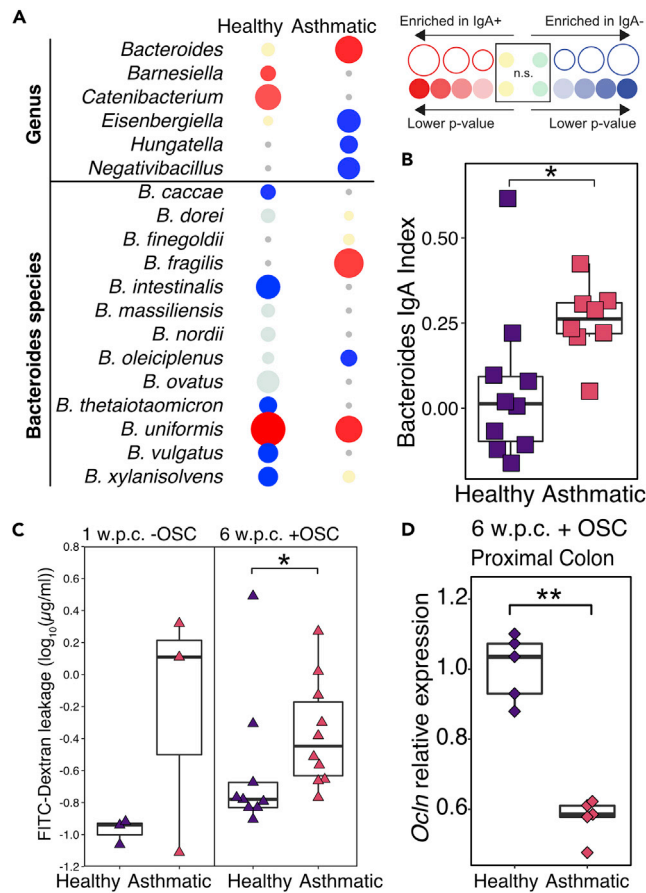 A
Healthy Asmathic
Enriched in IgA+
Enriched in IgA-
n.s.
Lower p-value
Lower p-value
Genus
Bacteroides
Barnesiella
Catenibacterium
Eisenbergiella
Hungatella
Negativibacillus
Bacteroides species
B. caccae
B. dorei
B. finegoldii
B. fragilis
B. intestinalis
B. massiliensis
B. nordii
B. oleiciplenus
B. ovatus
B. thetaiotaomicron
B. uniformis
B. vulgatus
B. xylanisolvens
B
*
Bacteroides IgA Index
0.50
0.25
0.00
Healthy Asthmatic
C
1 w.p.c. -OSC
6 w.p.c. +OSC
*
FITC-Dextran leakage (log10(µg/ml))
0.8
0.6
0.4
0.2
0.0
-0.2
-0.4
-0.6
-0.8
-1.0
-1.2
Healthy Asthmatic
Healthy Asthmatic
D
6 w.p.c. + OSC
Proximal Colon
**
Ocln relative expression
1.2
1.0
0.8
0.6
Healthy Asthmatic